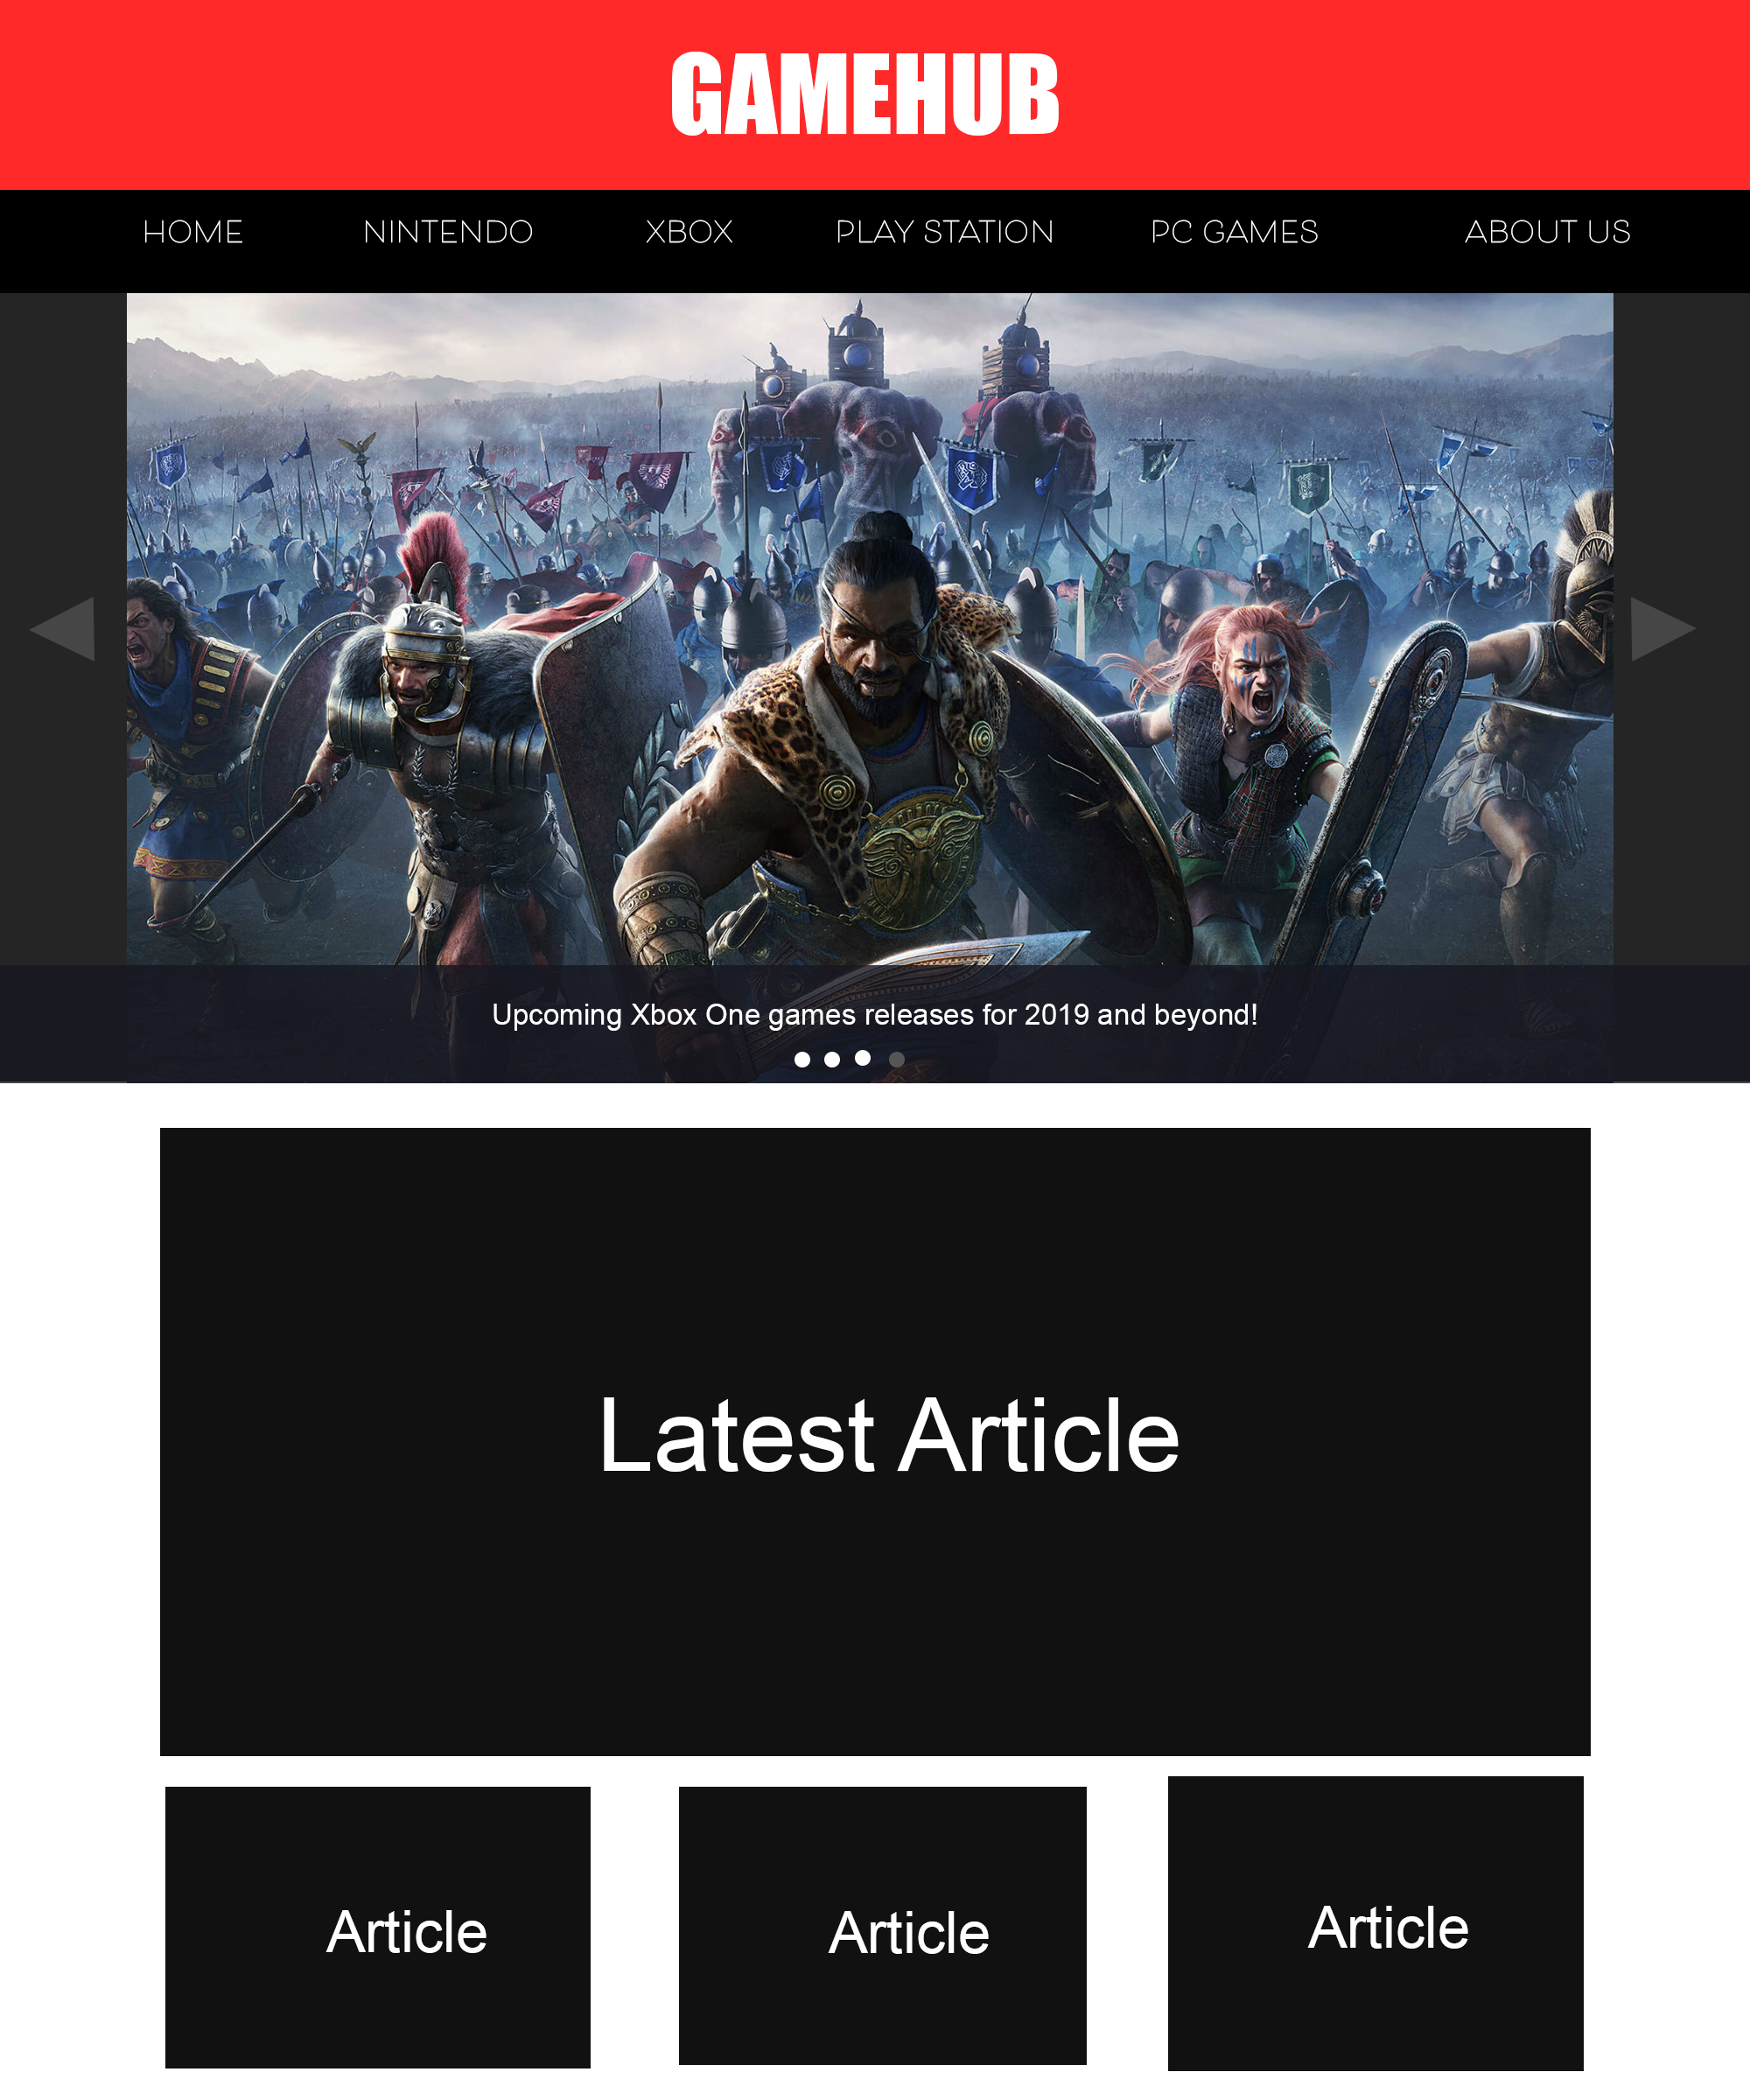 GAMEHUB
HOME NINTENDO XBOX PLAY STATION PC GAMES ABOUT US
Upcoming Xbox One games releases for 2019 and beyond!
Latest Article
Article Article Article